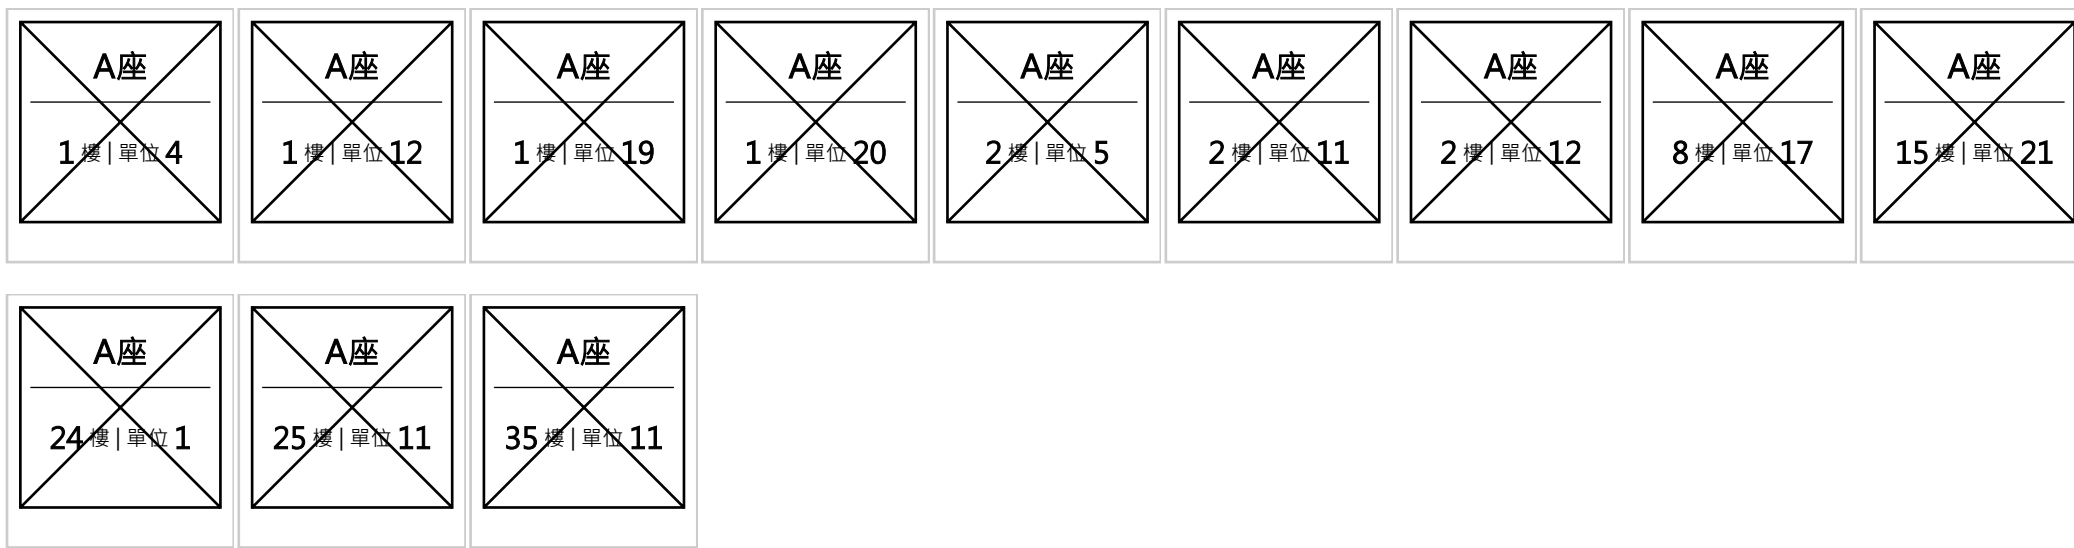 A座
1 樓 | 單位 4
A座
1 樓 | 單位 12
A座
1 樓 | 單位 19
A座
1 樓 | 單位 20
A座
2 樓 | 單位 5
A座
2 樓 | 單位 11
A座
2 樓 | 單位 12
A座
8 樓 | 單位 17
A座
15 樓 | 單位 21
A座
24 樓 | 單位 1
A座
25 樓 | 單位 11
A座
35 樓 | 單位 11